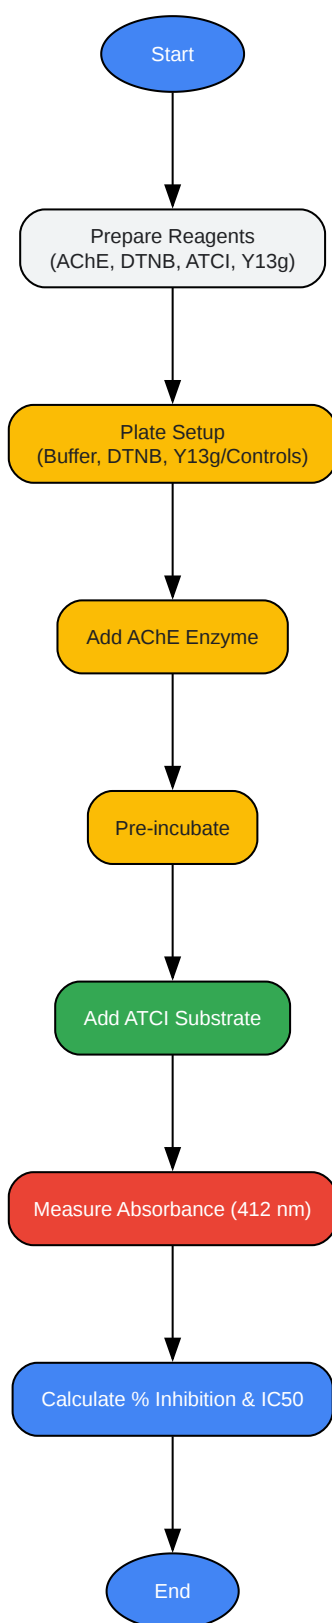 Start
Prepare Reagents
(AChE, DTNB, ATCI, Y13g)
Plate Setup
(Buffer, DTNB, Y13g/Controls)
Add AChE Enzyme
Pre-incubate
Add ATCI Substrate
Measure Absorbance (412 nm)
Calculate % Inhibition & IC50
End